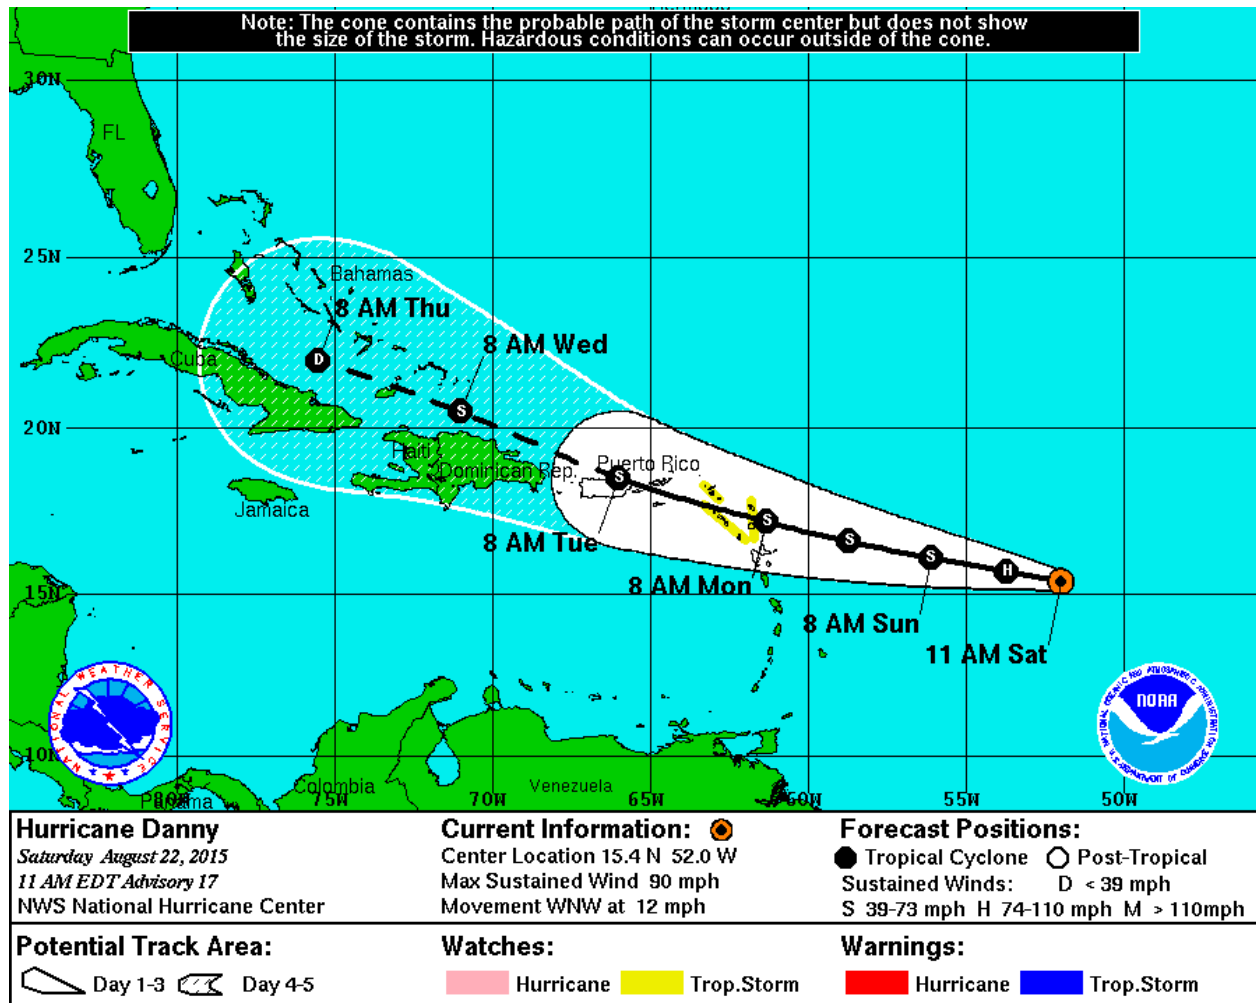 Note: The cone contains the probable path of the storm center but does not show
the size of the storm. Hazardous conditions can occur outside of the cone.
30N
FL
25N
Bahamas
8 AM Thu
8 AM Wed
Cuba
20N
Haiti
Dominican Rep.
Puerto Rico
Jamaica
8 AM Tue
8 AM Mon
15N
8 AM Sun
11 AM Sat
NATIONAL WEATHER SERVICE
NOAA
10N
Colombia
Venezuela
Panama
80W 75W 70W 65W 60W 55W 50W
D
S
S
S
S
S
H
Hurricane Danny
Saturday August 22, 2015
11 AM EDT Advisory 17
NWS National Hurricane Center
Current Information:
Center Location 15.4 N 52.0 W
Max Sustained Wind 90 mph
Movement WNW at 12 mph
Forecast Positions:
Tropical Cyclone Post-Tropical
Sustained Winds: D < 39 mph
S 39-73 mph H 74-110 mph M > 110mph
Potential Track Area:
Day 1-3 Day 4-5
Watches:
Hurricane Trop.Storm
Warnings:
Hurricane Trop.Storm